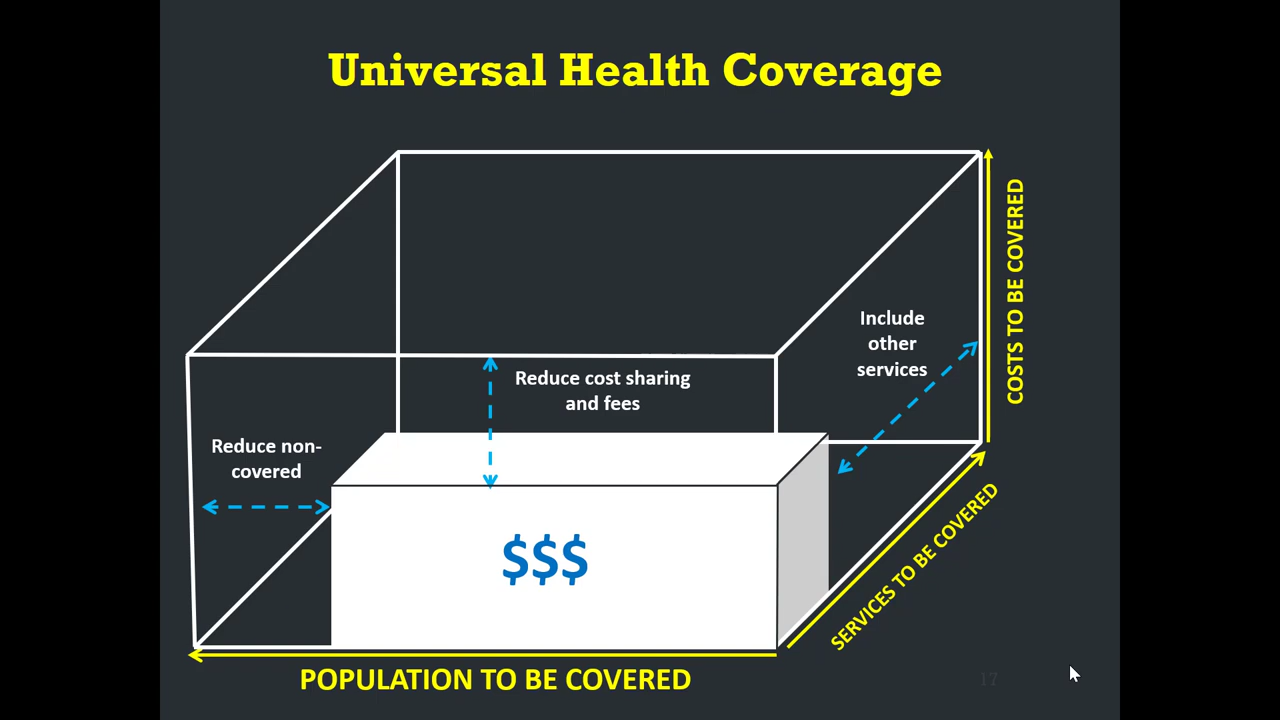 Universal Health Coverage
COSTS TO BE COVERED
Include
other
services
Reduce cost sharing
and fees
Reduce non-
covered
$$$
SERVICES TO BE COVERED
POPULATION TO BE COVERED
17